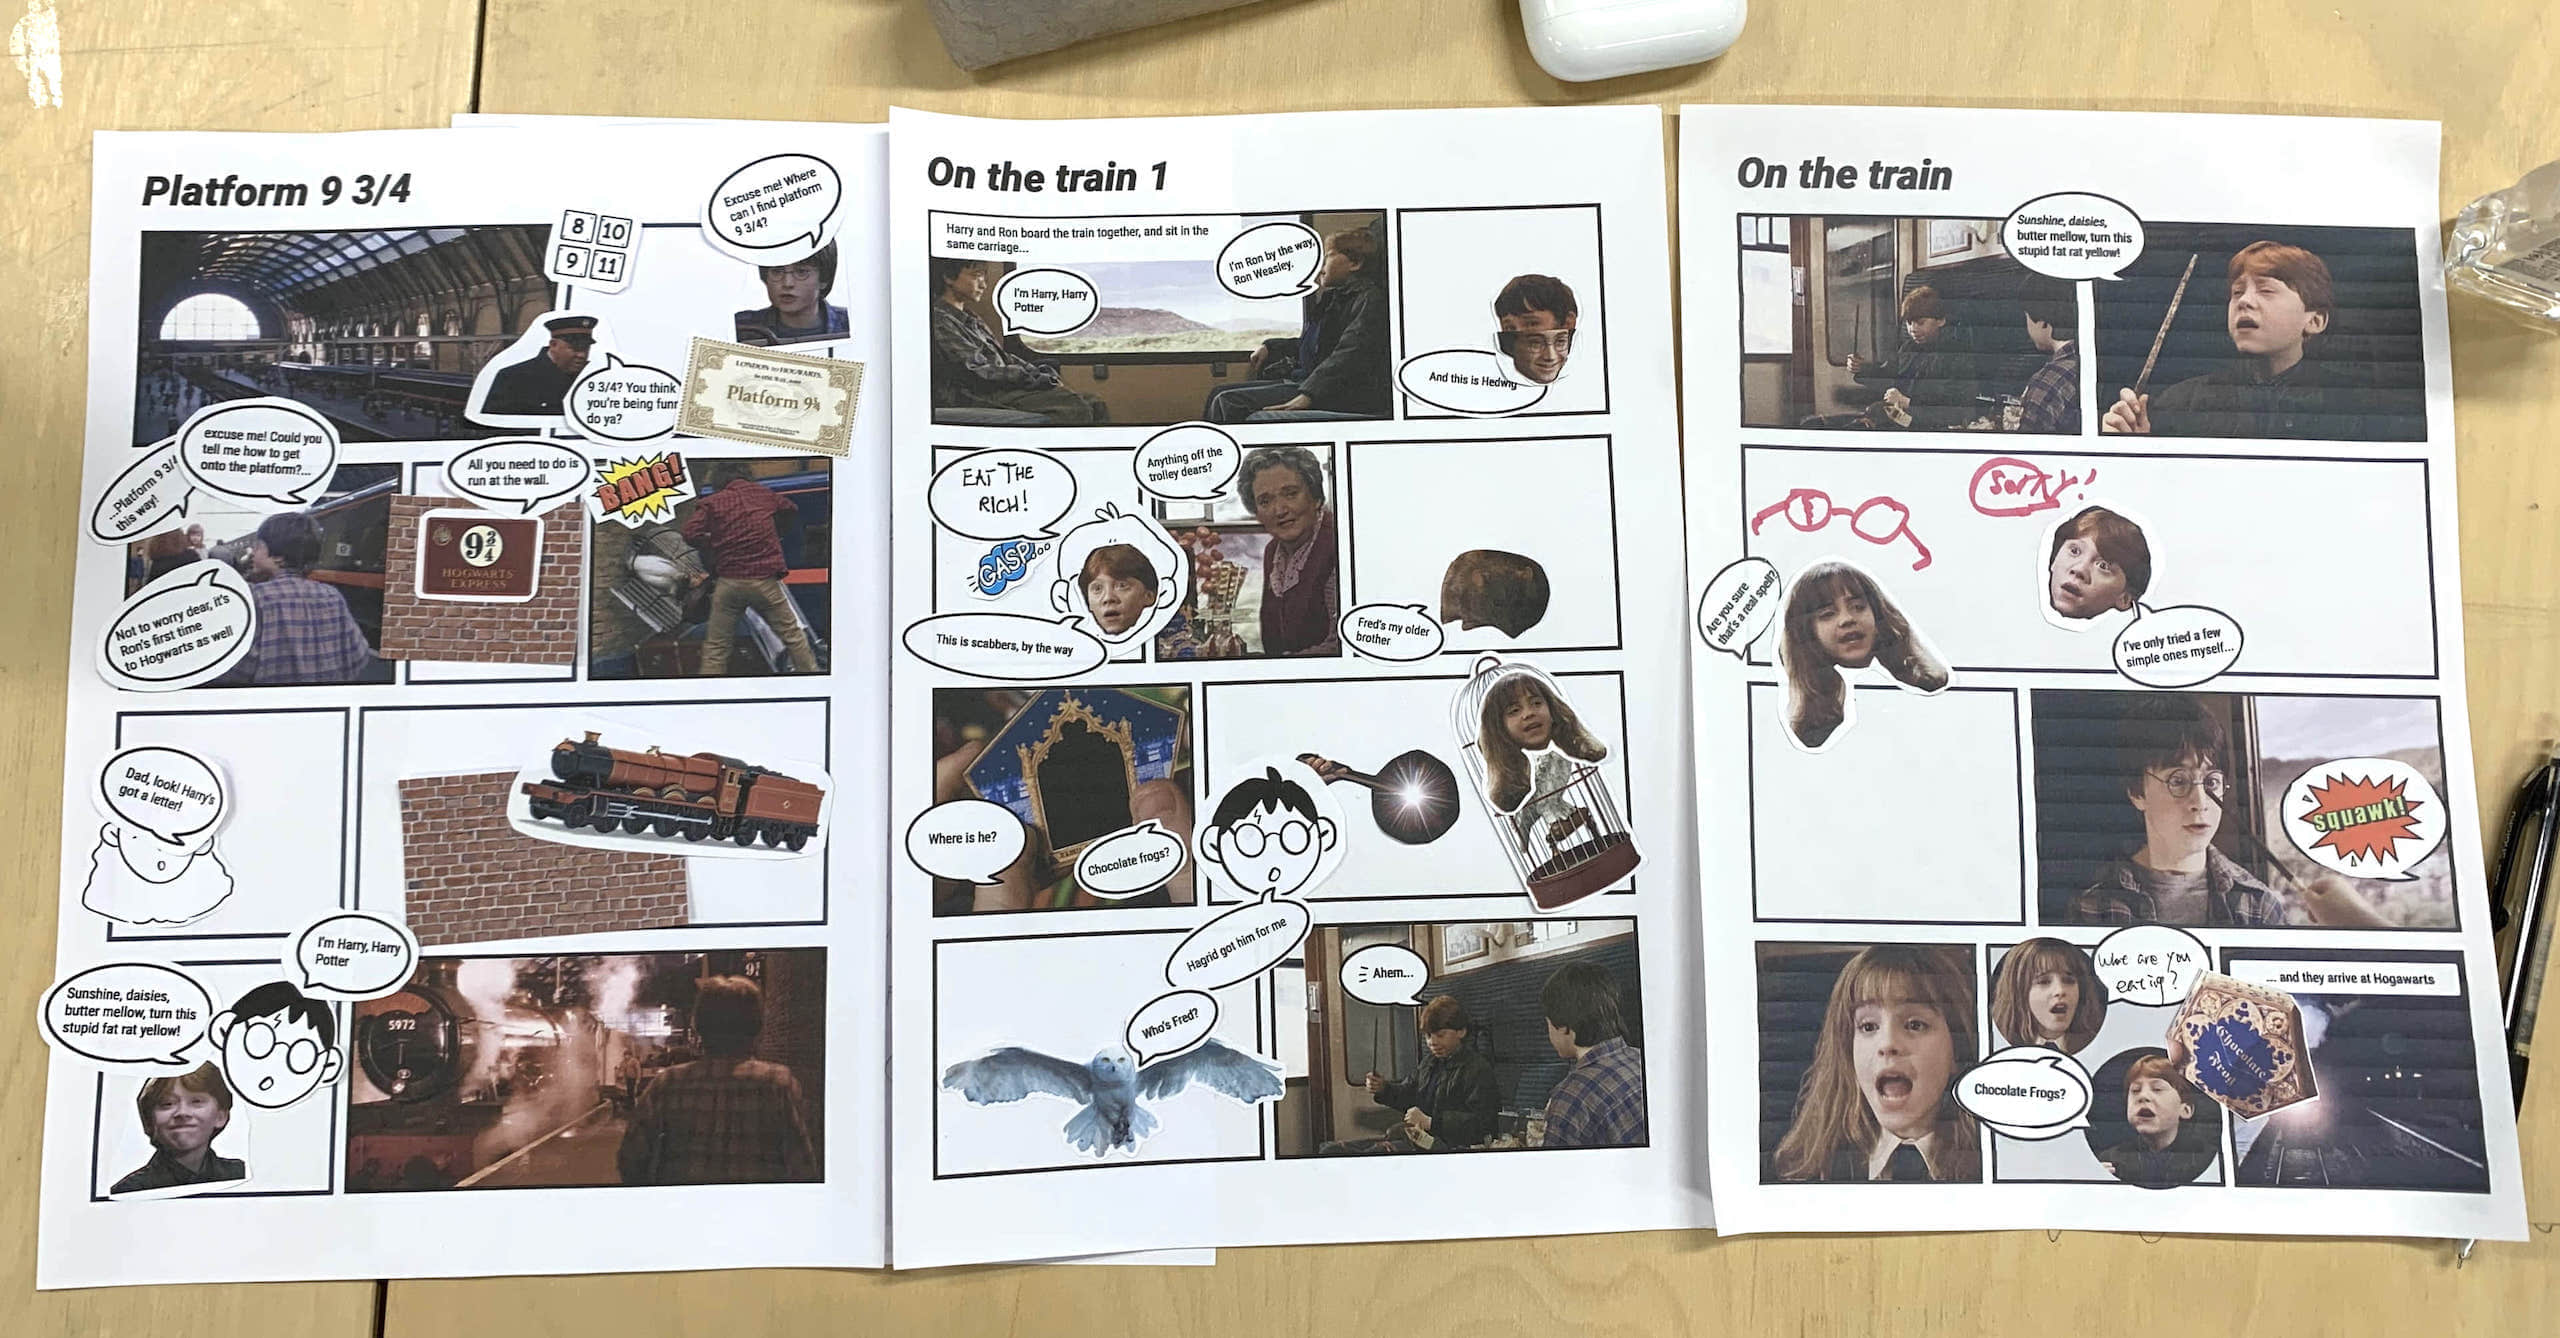 Platform 9 3/4
Excuse me! Where
can I find platform
9 3/4?
8 10
9 11
9 3/4? You think
you're being funn
do ya?
LONDON to HOGWARTS
Platform 9¾
...Platform 9 3/4
this way!
excuse me! Could you
tell me how to get
onto the platform?...
All you need to do is
run at the wall.
BANG!
9 3/4
HOGWARTS
EXPRESS
Not to worry dear, it's
Ron's first time
to Hogwarts as well
Dad, look! Harry's
got a letter!
I'm Harry, Harry
Potter
Sunshine, daisies,
butter mellow, turn this
stupid fat rat yellow!
5972
On the train 1
Harry and Ron board the train together, and sit in the
same carriage...
I'm Harry, Harry
Potter
I'm Ron by the way,
Ron Weasley.
And this is Hedwig
EAT THE
RICH!
GASP...
Anything off the
trolley dears?
This is scabbers, by the way
Fred's my older
brother
Where is he?
Chocolate frogs?
Hagrid got him for me
Who's Fred?
Ahem...
On the train
Sunshine, daisies,
butter mellow, turn this
stupid fat rat yellow!
Sorry!
Are you sure
that's a real spell?
I've only tried a few
simple ones myself...
squawk!
What are you
eating?
Chocolate Frogs?
Chocolate
Frog
... and they arrive at Hogawarts